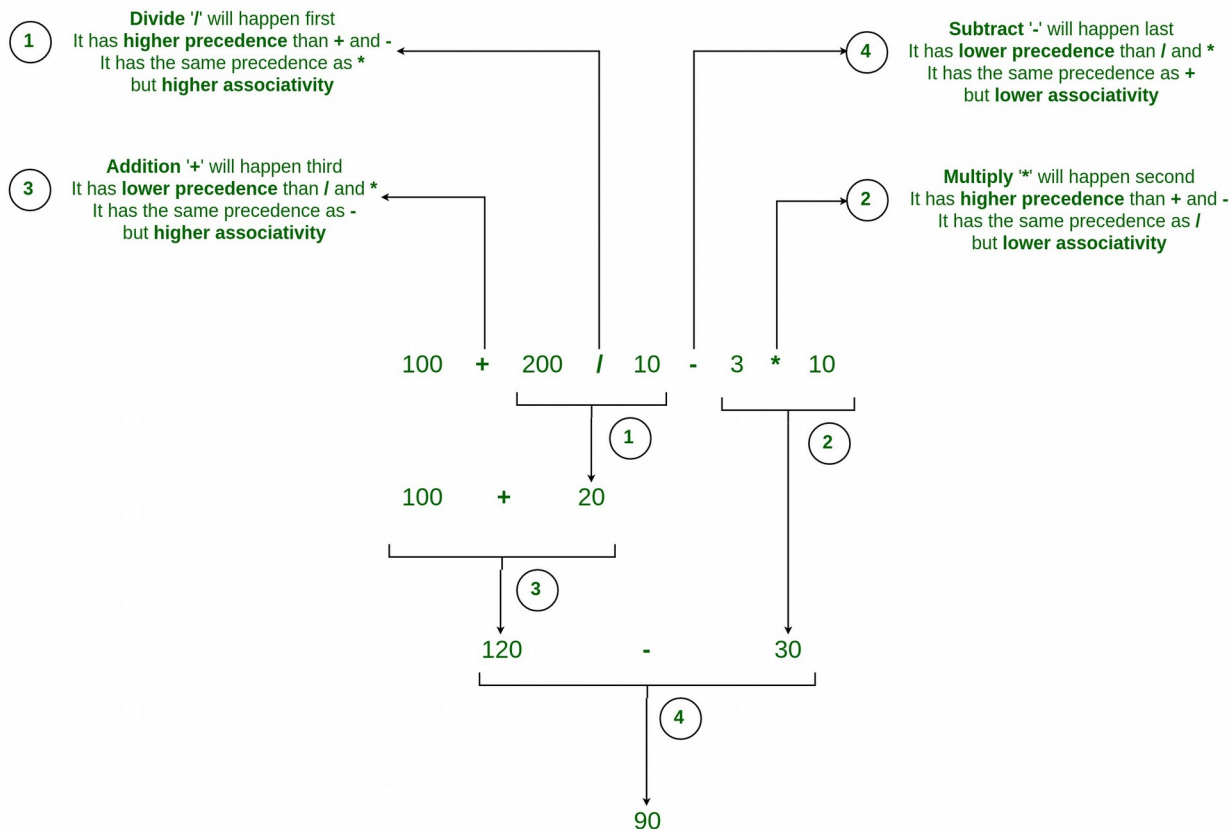 1
Divide '/' will happen first
It has higher precedence than + and -
It has the same precedence as *
but higher associativity
4
Subtract '-' will happen last
It has lower precedence than / and *
It has the same precedence as +
but lower associativity
3
Addition '+' will happen third
It has lower precedence than / and *
It has the same precedence as -
but higher associativity
2
Multiply '*' will happen second
It has higher precedence than + and -
It has the same precedence as /
but lower associativity
100 + 200 / 10 - 3 * 10
1
2
100 + 20
3
120 - 30
4
90